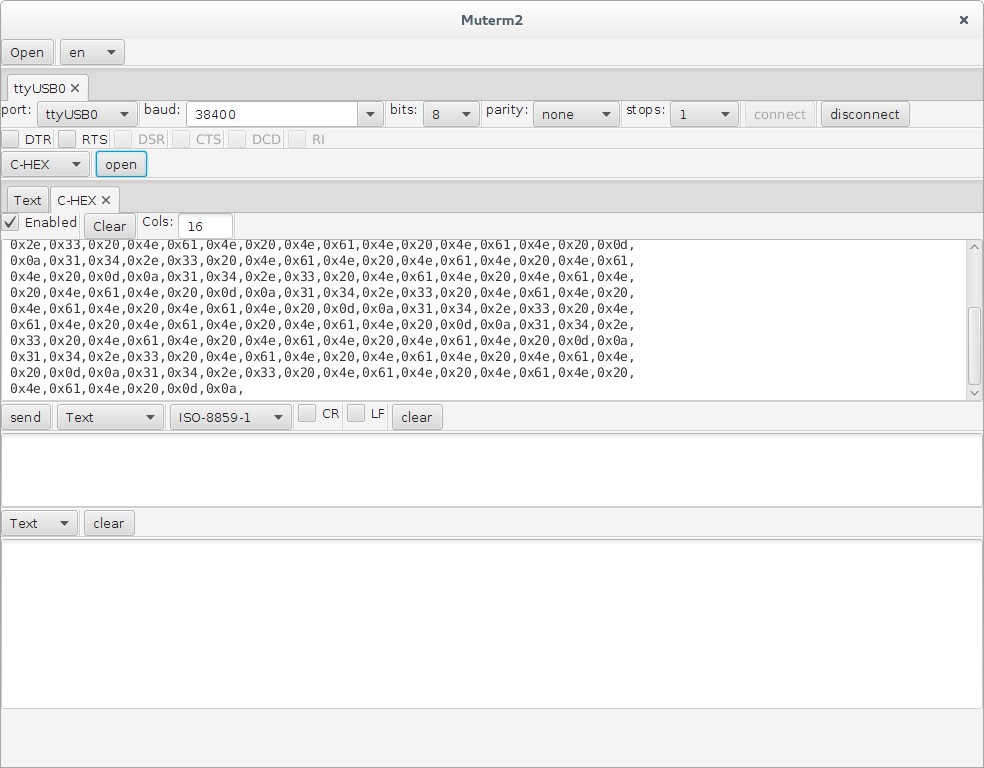 Muterm2
Open en
ttyUSB0
port: ttyUSB0 baud: 38400 bits: 8 parity: none stops: 1 connect disconnect
DTR RTS DSR CTS DCD RI
C-HEX open
Text C-HEX
Enabled Clear Cols: 16
0x2e,0x33,0x20,0x4e,0x61,0x4e,0x20,0x4e,0x61,0x4e,0x20,0x4e,0x61,0x4e,0x20,0x0d,
0x0a,0x31,0x34,0x2e,0x33,0x20,0x4e,0x61,0x4e,0x20,0x4e,0x61,0x4e,0x20,0x4e,0x61,
0x4e,0x20,0x0d,0x0a,0x31,0x34,0x2e,0x33,0x20,0x4e,0x61,0x4e,0x20,0x4e,0x61,0x4e,
0x20,0x4e,0x61,0x4e,0x20,0x0d,0x0a,0x31,0x34,0x2e,0x33,0x20,0x4e,0x61,0x4e,0x20,
0x4e,0x61,0x4e,0x20,0x4e,0x61,0x4e,0x20,0x0d,0x0a,0x31,0x34,0x2e,0x33,0x20,0x4e,
0x61,0x4e,0x20,0x4e,0x61,0x4e,0x20,0x4e,0x61,0x4e,0x20,0x0d,0x0a,0x31,0x34,0x2e,
0x33,0x20,0x4e,0x61,0x4e,0x20,0x4e,0x61,0x4e,0x20,0x4e,0x61,0x4e,0x20,0x0d,0x0a,
0x31,0x34,0x2e,0x33,0x20,0x4e,0x61,0x4e,0x20,0x4e,0x61,0x4e,0x20,0x4e,0x61,0x4e,
0x20,0x0d,0x0a,0x31,0x34,0x2e,0x33,0x20,0x4e,0x61,0x4e,0x20,0x4e,0x61,0x4e,0x20,
0x4e,0x61,0x4e,0x20,0x0d,0x0a,
send Text ISO-8859-1 CR LF clear
Text clear